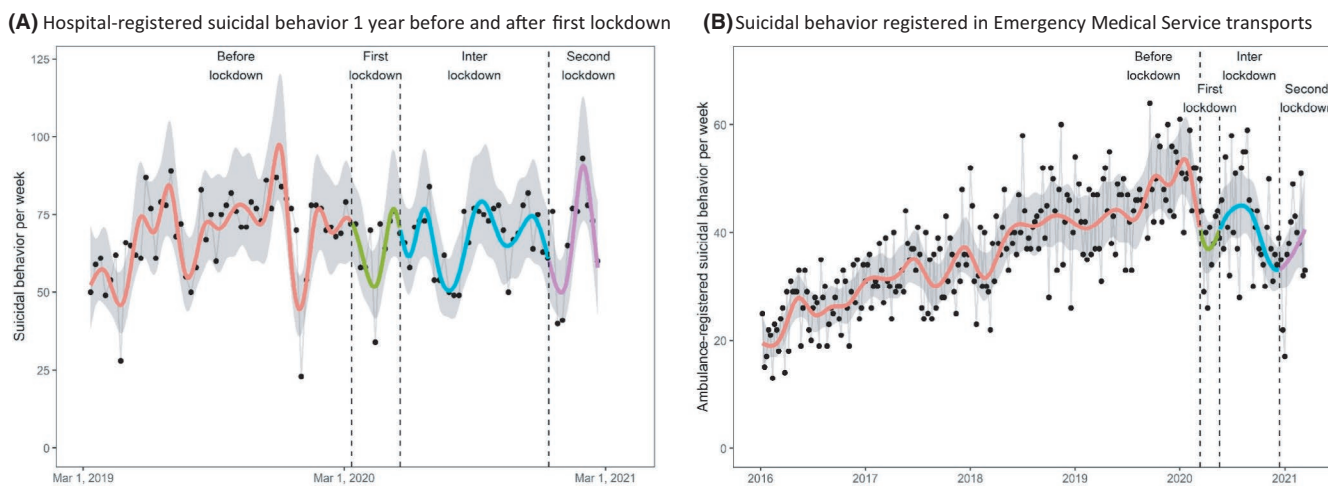 (A) Hospital-registered suicidal behavior 1 year before and after first lockdown
Before
lockdown
First
lockdown
Inter
lockdown
Second
lockdown
Suicidal behavior per week
125
100
75
50
25
0
Mar 1, 2019
Mar 1, 2020
Mar 1, 2021
(B) Suicidal behavior registered in Emergency Medical Service transports
Before
lockdown
First
lockdown
Inter
lockdown
Second
lockdown
Ambulance-registered suicidal behavior per week
60
40
20
0
2016
2017
2018
2019
2020
2021